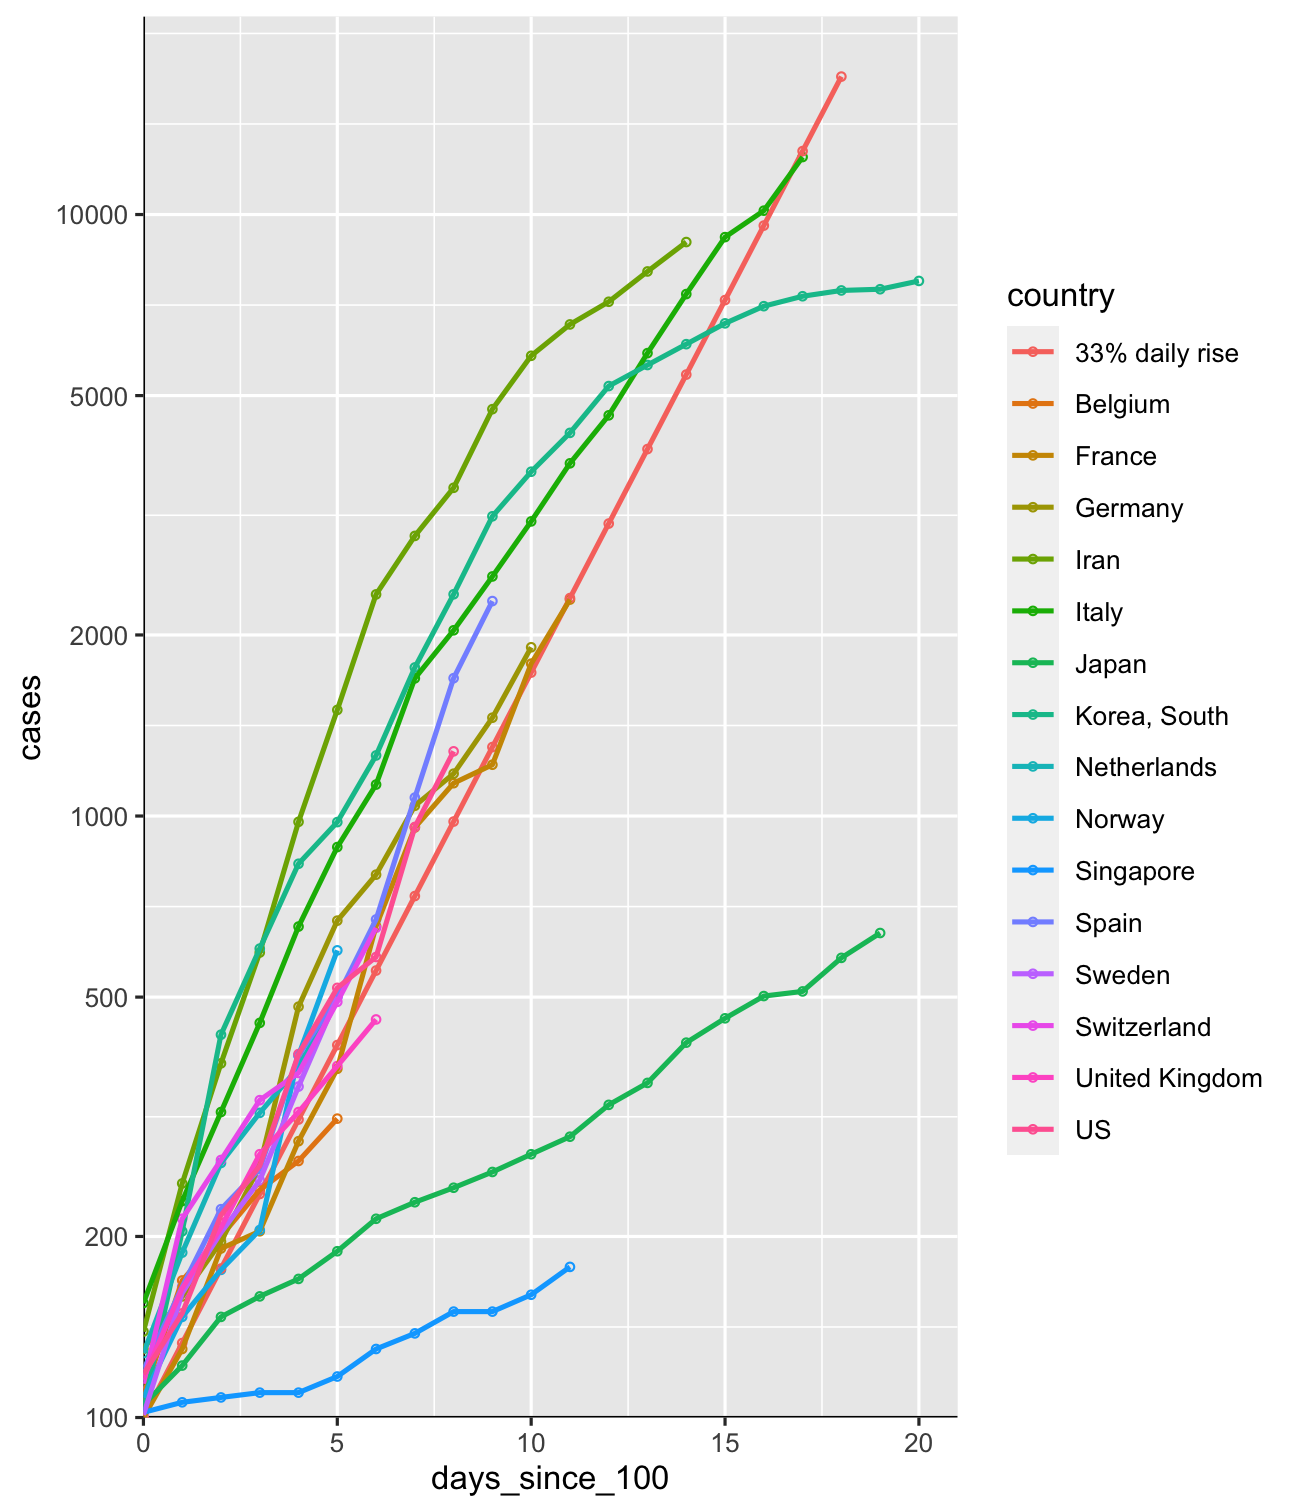 10000
5000
2000
1000
500
200
100
cases
0 5 10 15 20
days_since_100
country
33% daily rise
Belgium
France
Germany
Iran
Italy
Japan
Korea, South
Netherlands
Norway
Singapore
Spain
Sweden
Switzerland
United Kingdom
US